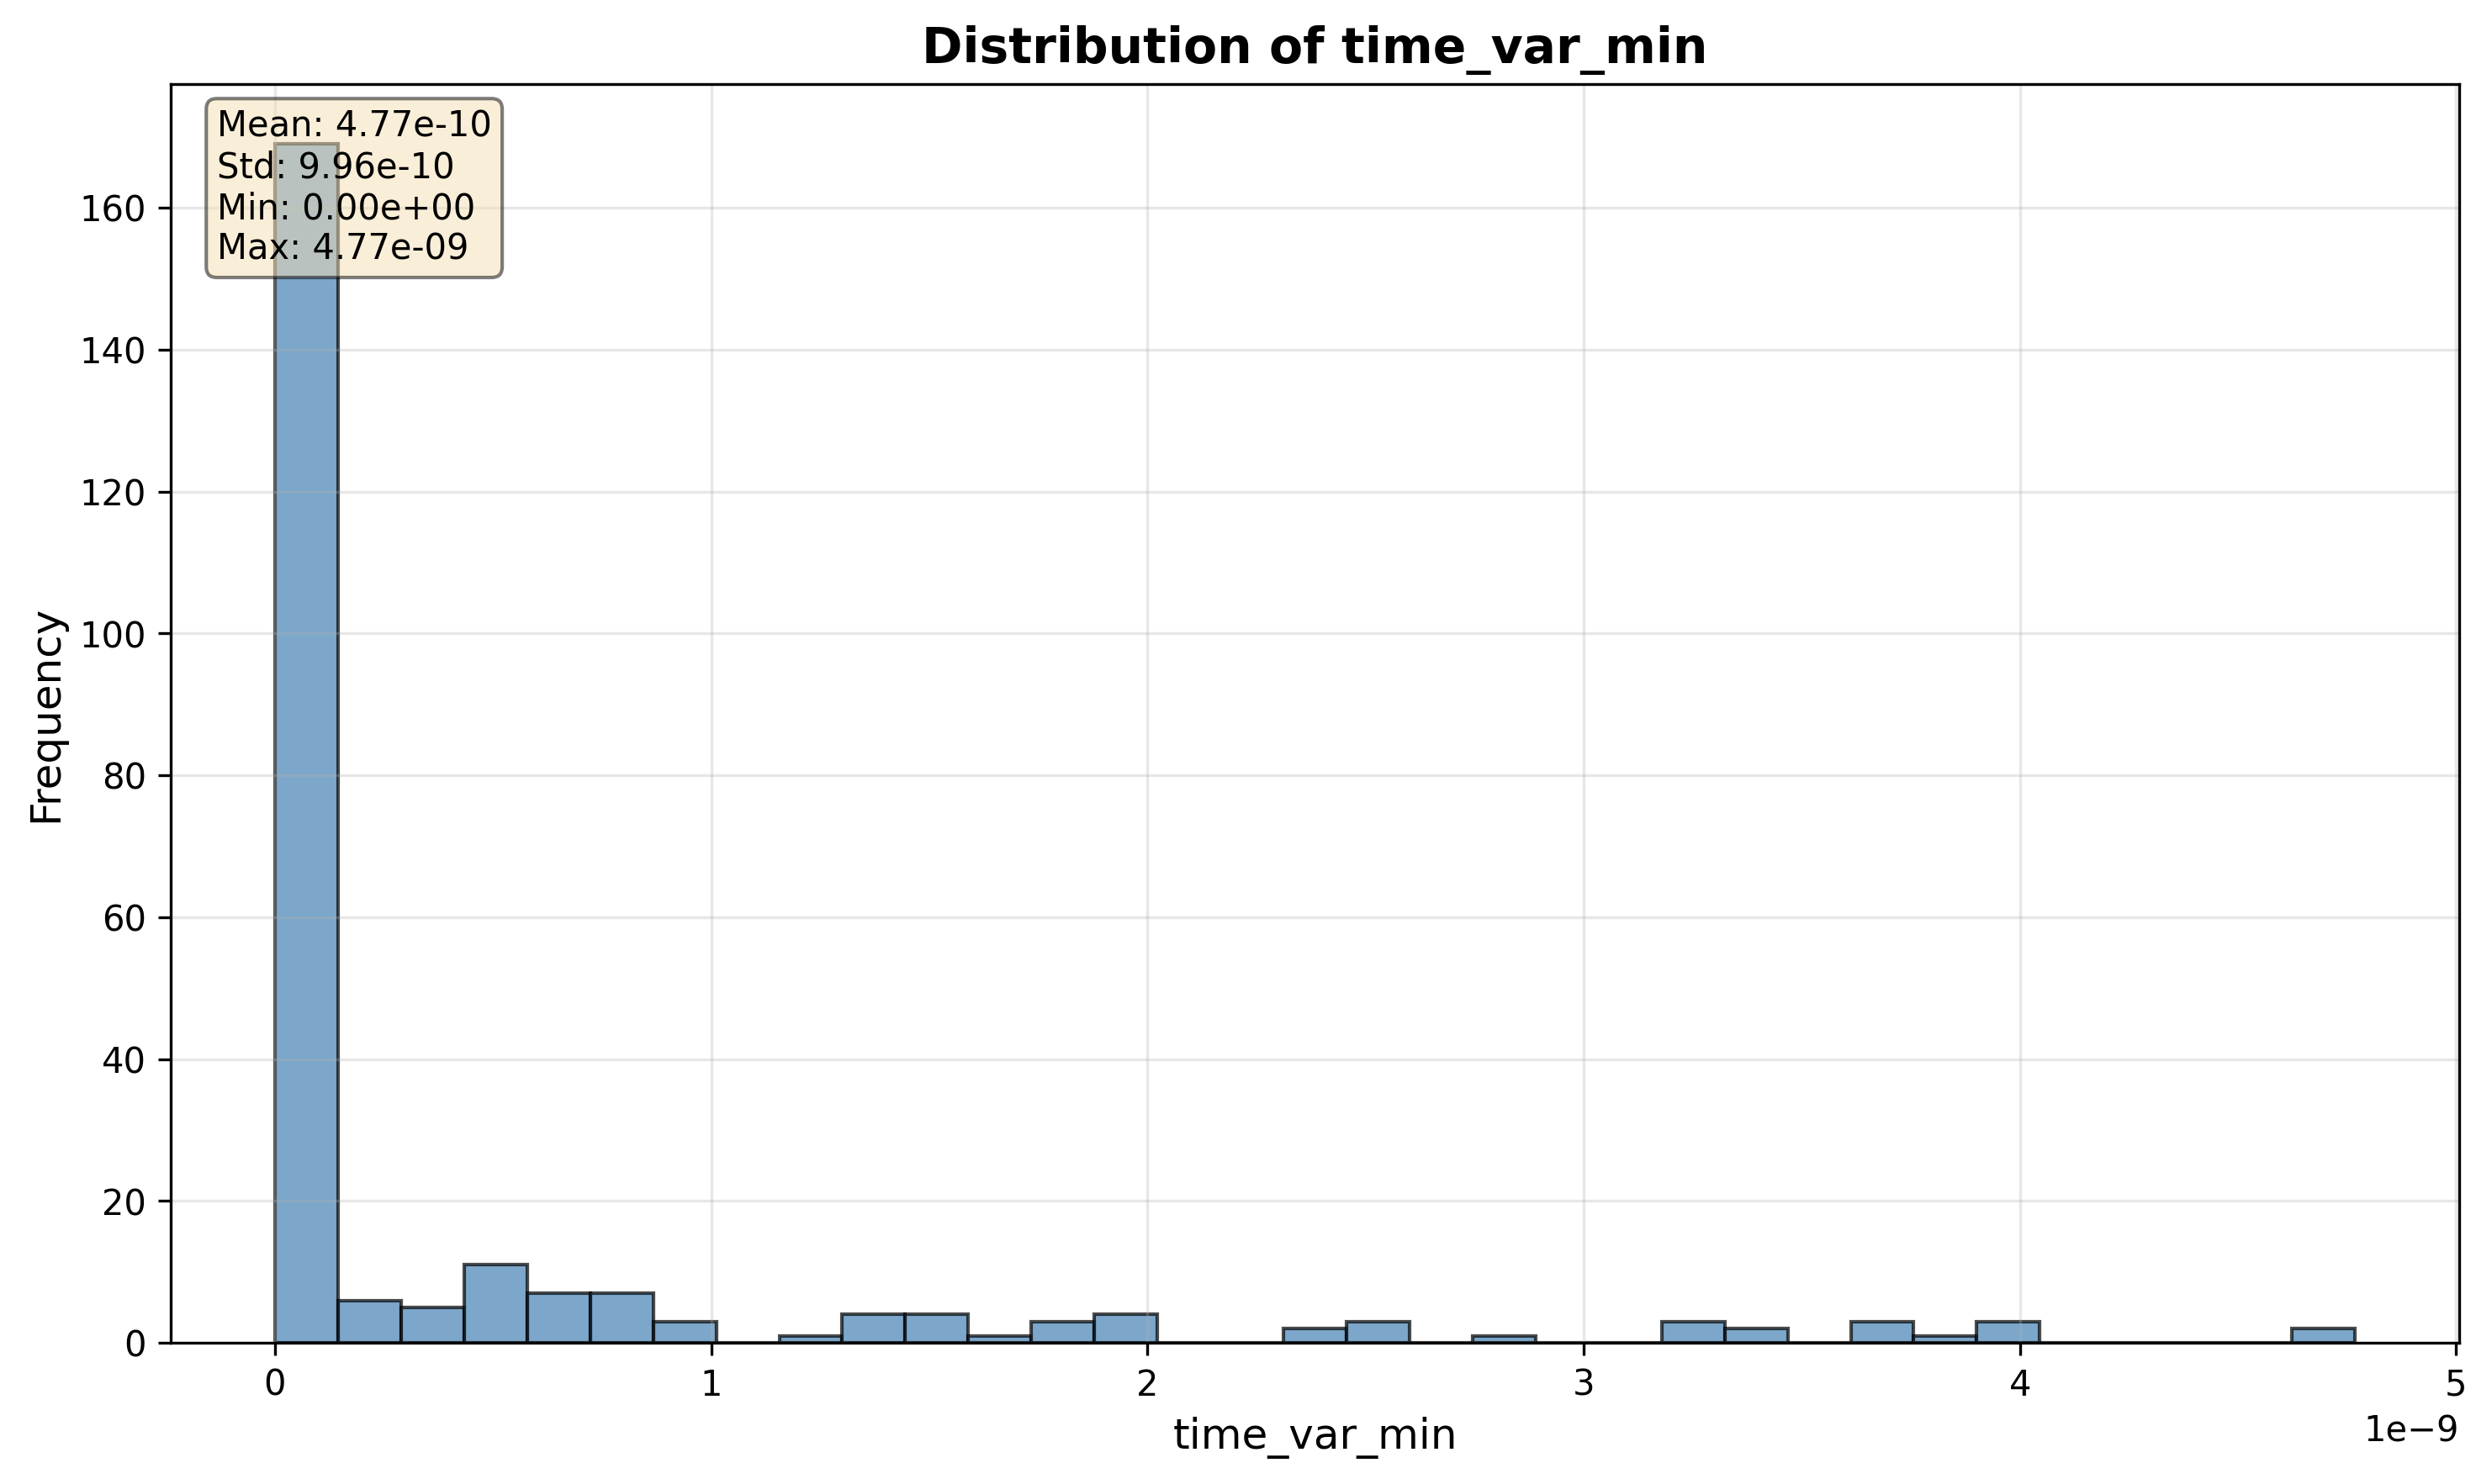 Distribution of time_var_min
Mean: 4.77e-10
Std: 9.96e-10
Min: 0.00e+00
Max: 4.77e-09
160
140
120
100
80
60
40
20
0
Frequency
0 1 2 3 4 5
1e−9
time_var_min